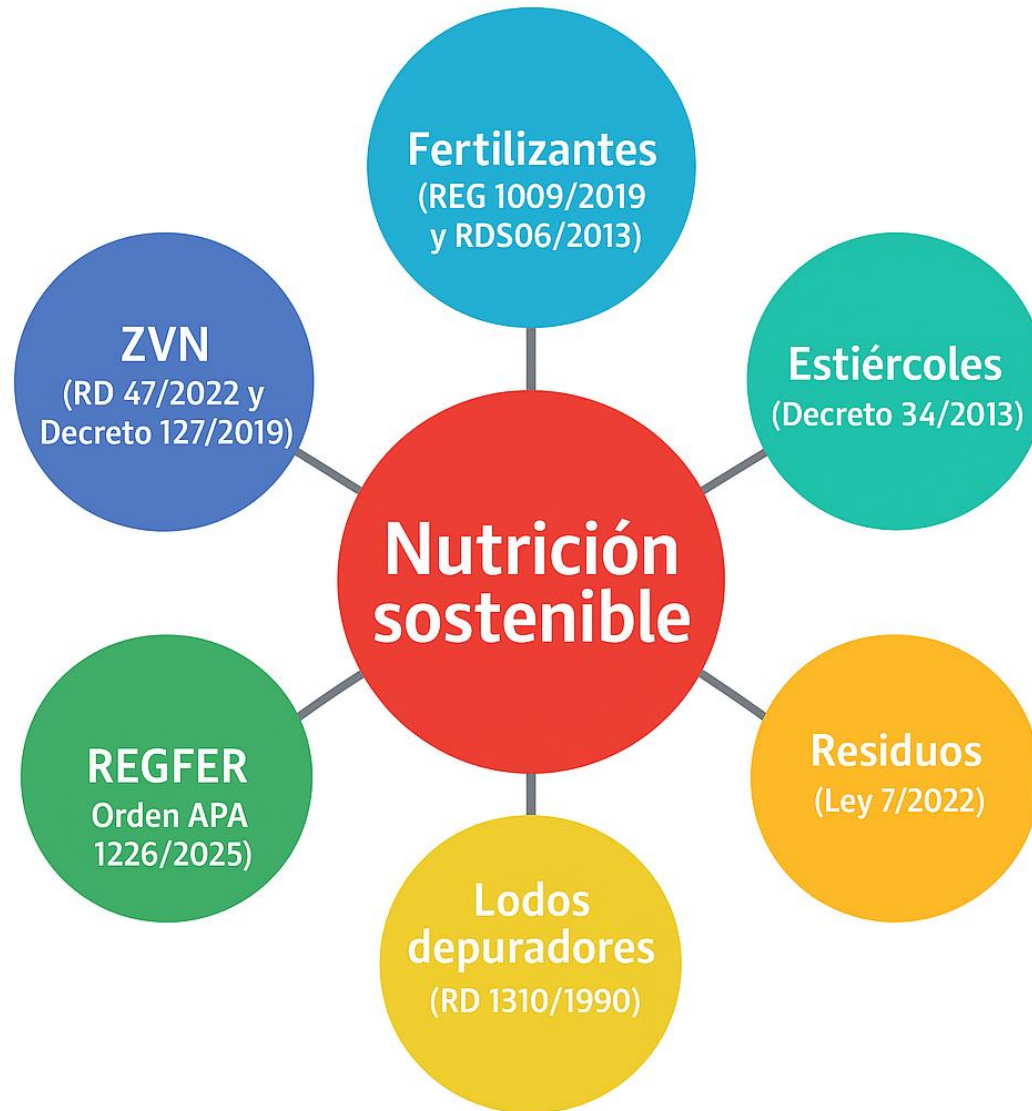 Fertilizantes
(REG 1009/2019
y RDS06/2013)
ZVN
(RD 47/2022 y
Decreto 127/2019)
Estiércoles
(Decreto 34/2013)
Nutrición
sostenible
REGFER
Orden APA
1226/2025)
Residuos
(Ley 7/2022)
Lodos
depuradores
(RD 1310/1990)